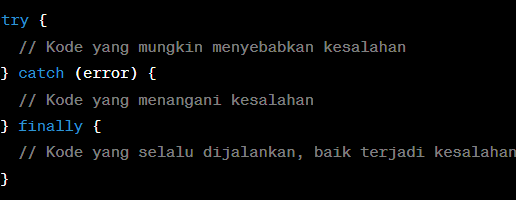 try {
  // Kode yang mungkin menyebabkan kesalahan
} catch (error) {
  // Kode yang menangani kesalahan
} finally {
  // Kode yang selalu dijalankan, baik terjadi kesalahan
}